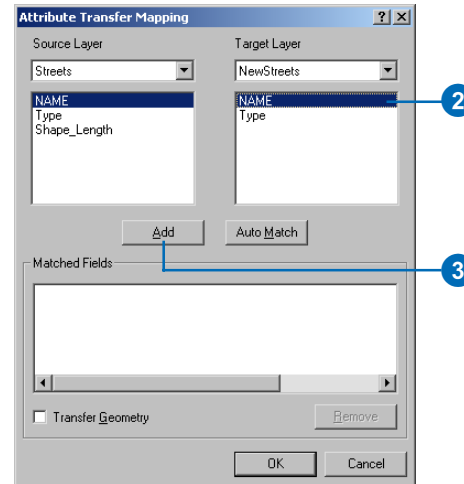 Attribute Transfer Mapping
Source Layer
Target Layer
Streets
NewStreets
NAME
Type
Shape_Length
NAME
Type
2
Add
Auto Match
3
Matched Fields
Transfer Geometry
Remove
OK
Cancel